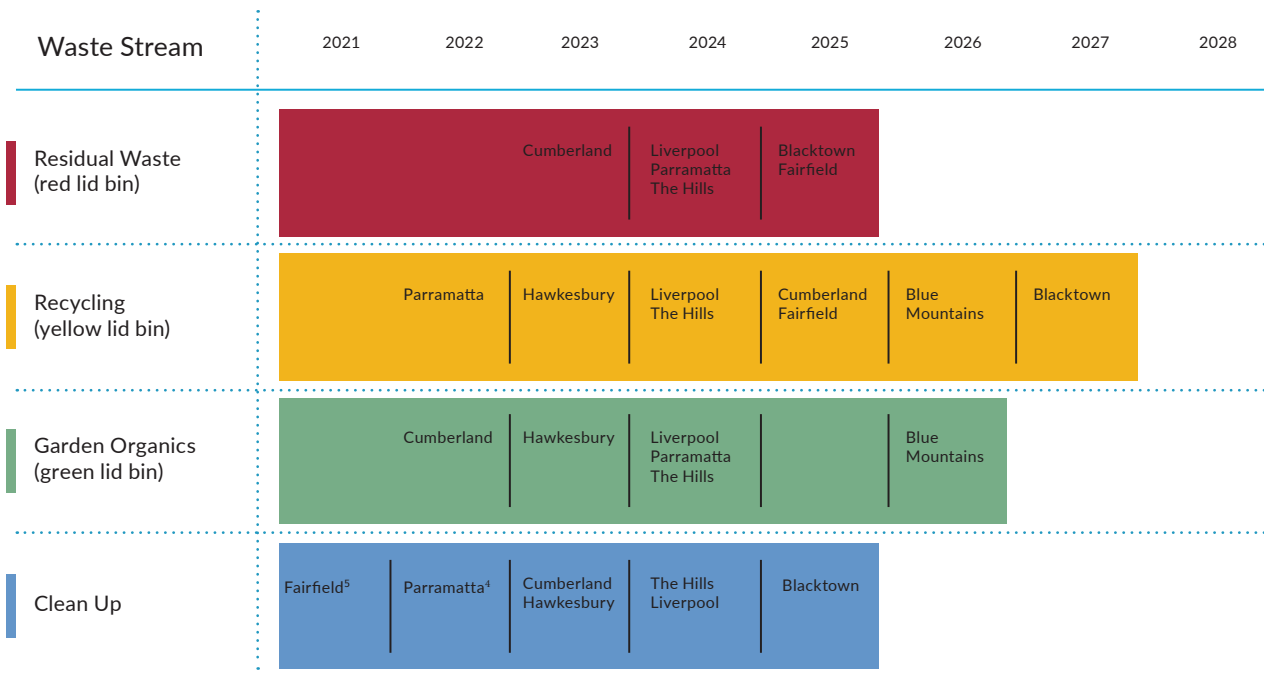 Waste Stream 2021 2022 2023 2024 2025 2026 2027 2028
Residual Waste
(red lid bin)
Cumberland
Liverpool
Parramatta
The Hills
Blacktown
Fairfield
Recycling
(yellow lid bin)
Parramatta
Hawkesbury
Liverpool
The Hills
Cumberland
Fairfield
Blue
Mountains
Blacktown
Garden Organics
(green lid bin)
Cumberland
Hawkesbury
Liverpool
Parramatta
The Hills
Blue
Mountains
Clean Up
Fairfield⁵
Parramatta⁴
Cumberland
Hawkesbury
The Hills
Liverpool
Blacktown